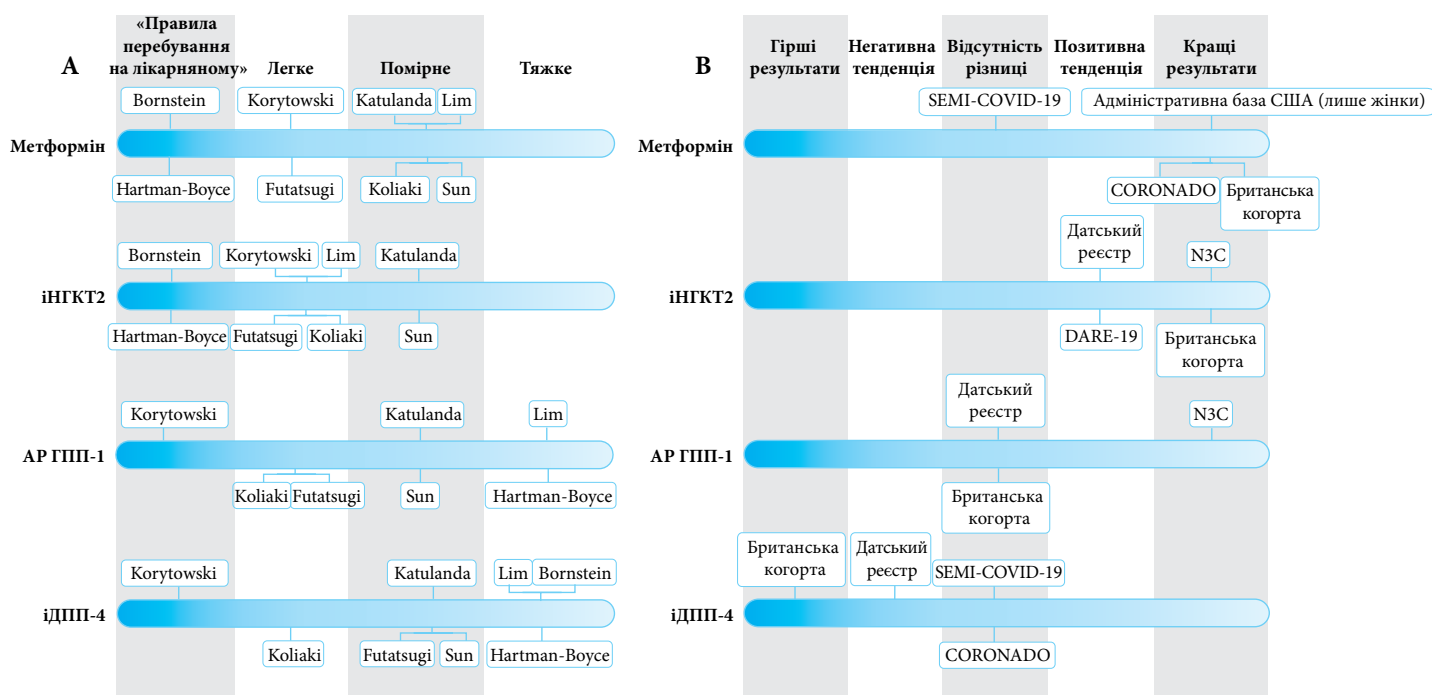 А
«Правила
перебування
на лікарняному»
Легке
Помірне
Тяжке
Bornstein
Korytowski
Katulanda
Lim
Метформін
Hartman-Boyce
Futatsugi
Koliaki
Sun
Bornstein
Korytowski
Lim
Katulanda
іНГКТ2
Hartman-Boyce
Futatsugi
Koliaki
Sun
Korytowski
Katulanda
Lim
АР ГПП-1
Koliaki
Futatsugi
Sun
Hartman-Boyce
Korytowski
Katulanda
Lim
Bornstein
іДПП-4
Koliaki
Futatsugi
Sun
Hartman-Boyce
В
Гірші
результати
Негативна
тенденція
Відсутність
різниці
Позитивна
тенденція
Кращі
результати
SEMI-COVID-19
Адміністративна база США (лише жінки)
Метформін
CORONADO
Британська
когорта
Датський
реєстр
N3C
іНГКТ2
DARE-19
Британська
когорта
Датський
реєстр
N3C
АР ГПП-1
Британська
когорта
Британська
когорта
Датський
реєстр
SEMI-COVID-19
іДПП-4
CORONADO